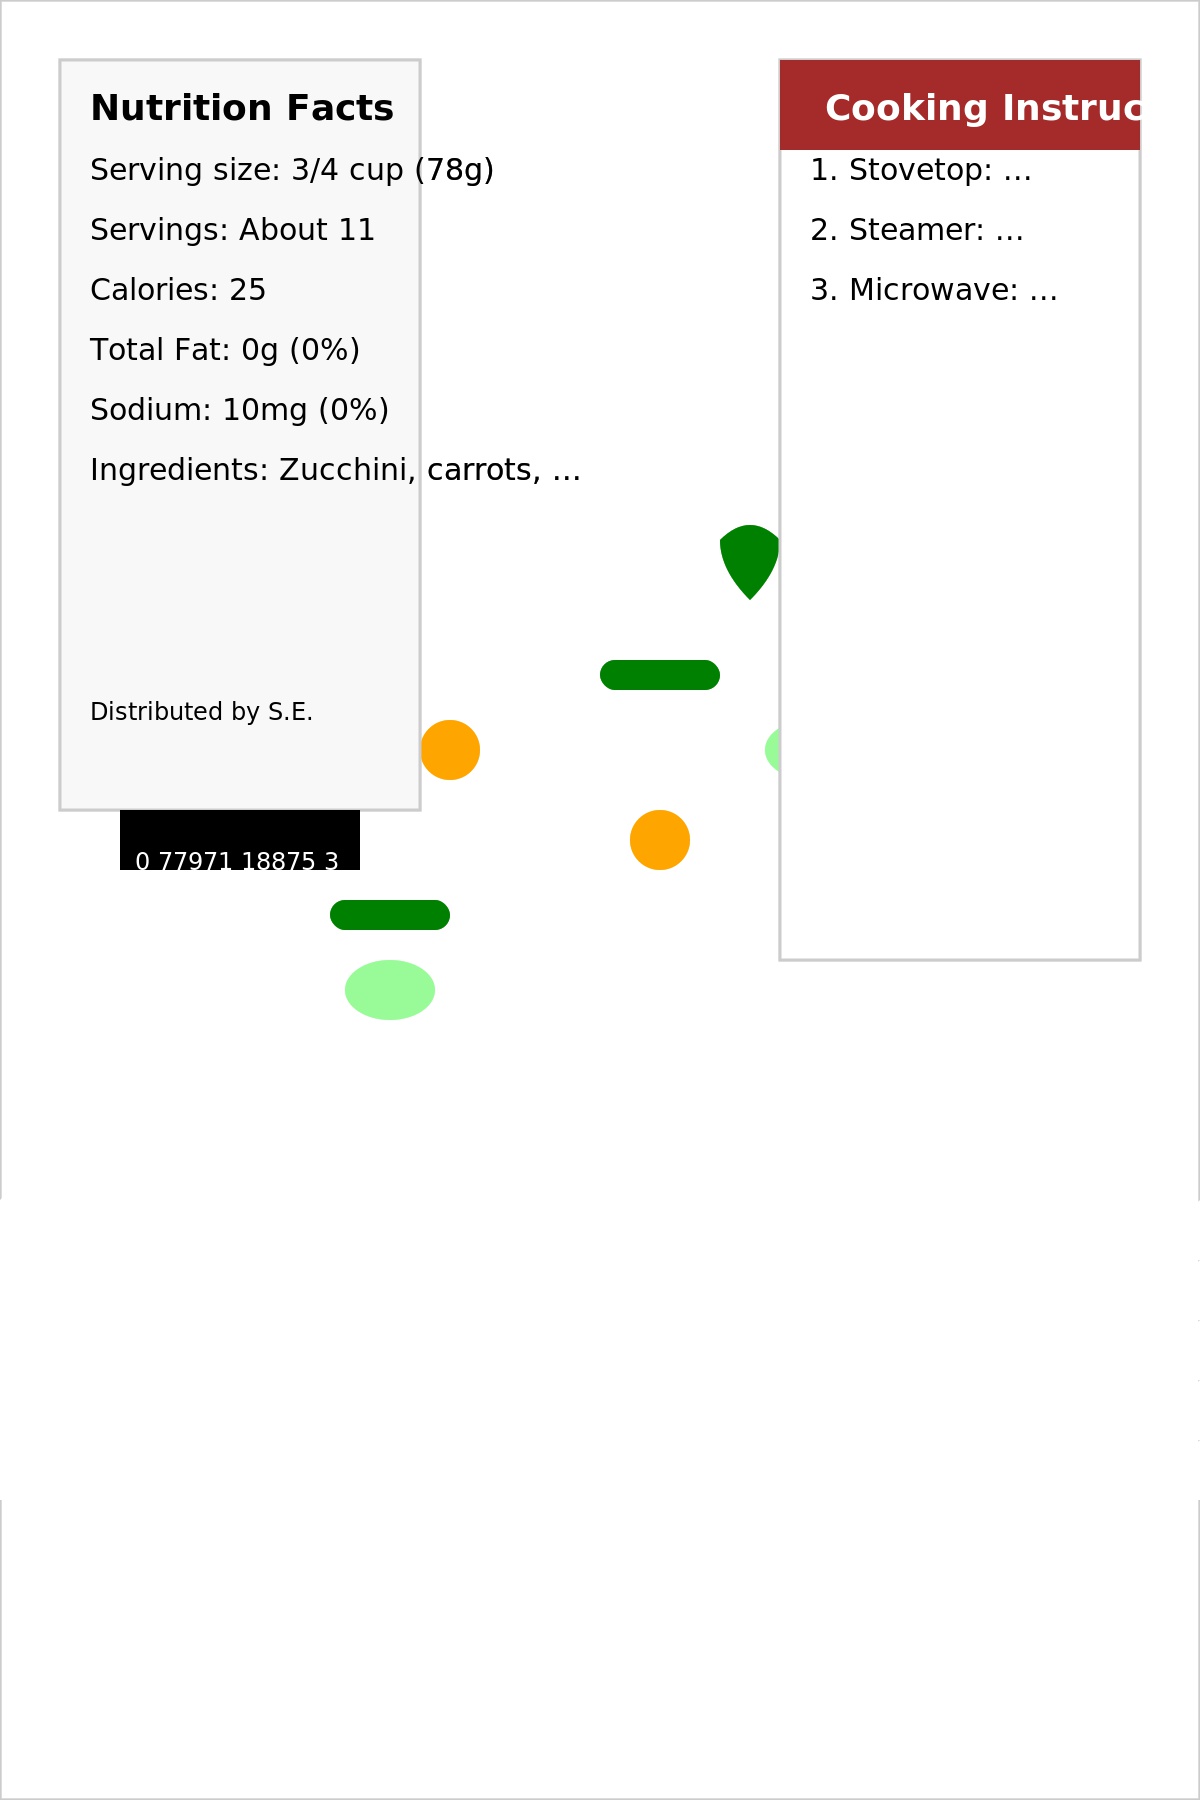 Nutrition Facts
Serving size: 3/4 cup (78g)
Servings: About 11
Calories: 25
Total Fat: 0g (0%)
Sodium: 10mg (0%)
Ingredients: Zucchini, carrots, ...
Distributed by S.E.
0 77971 18875 3
Cooking Instruc
1. Stovetop: ...
2. Steamer: ...
3. Microwave: ...